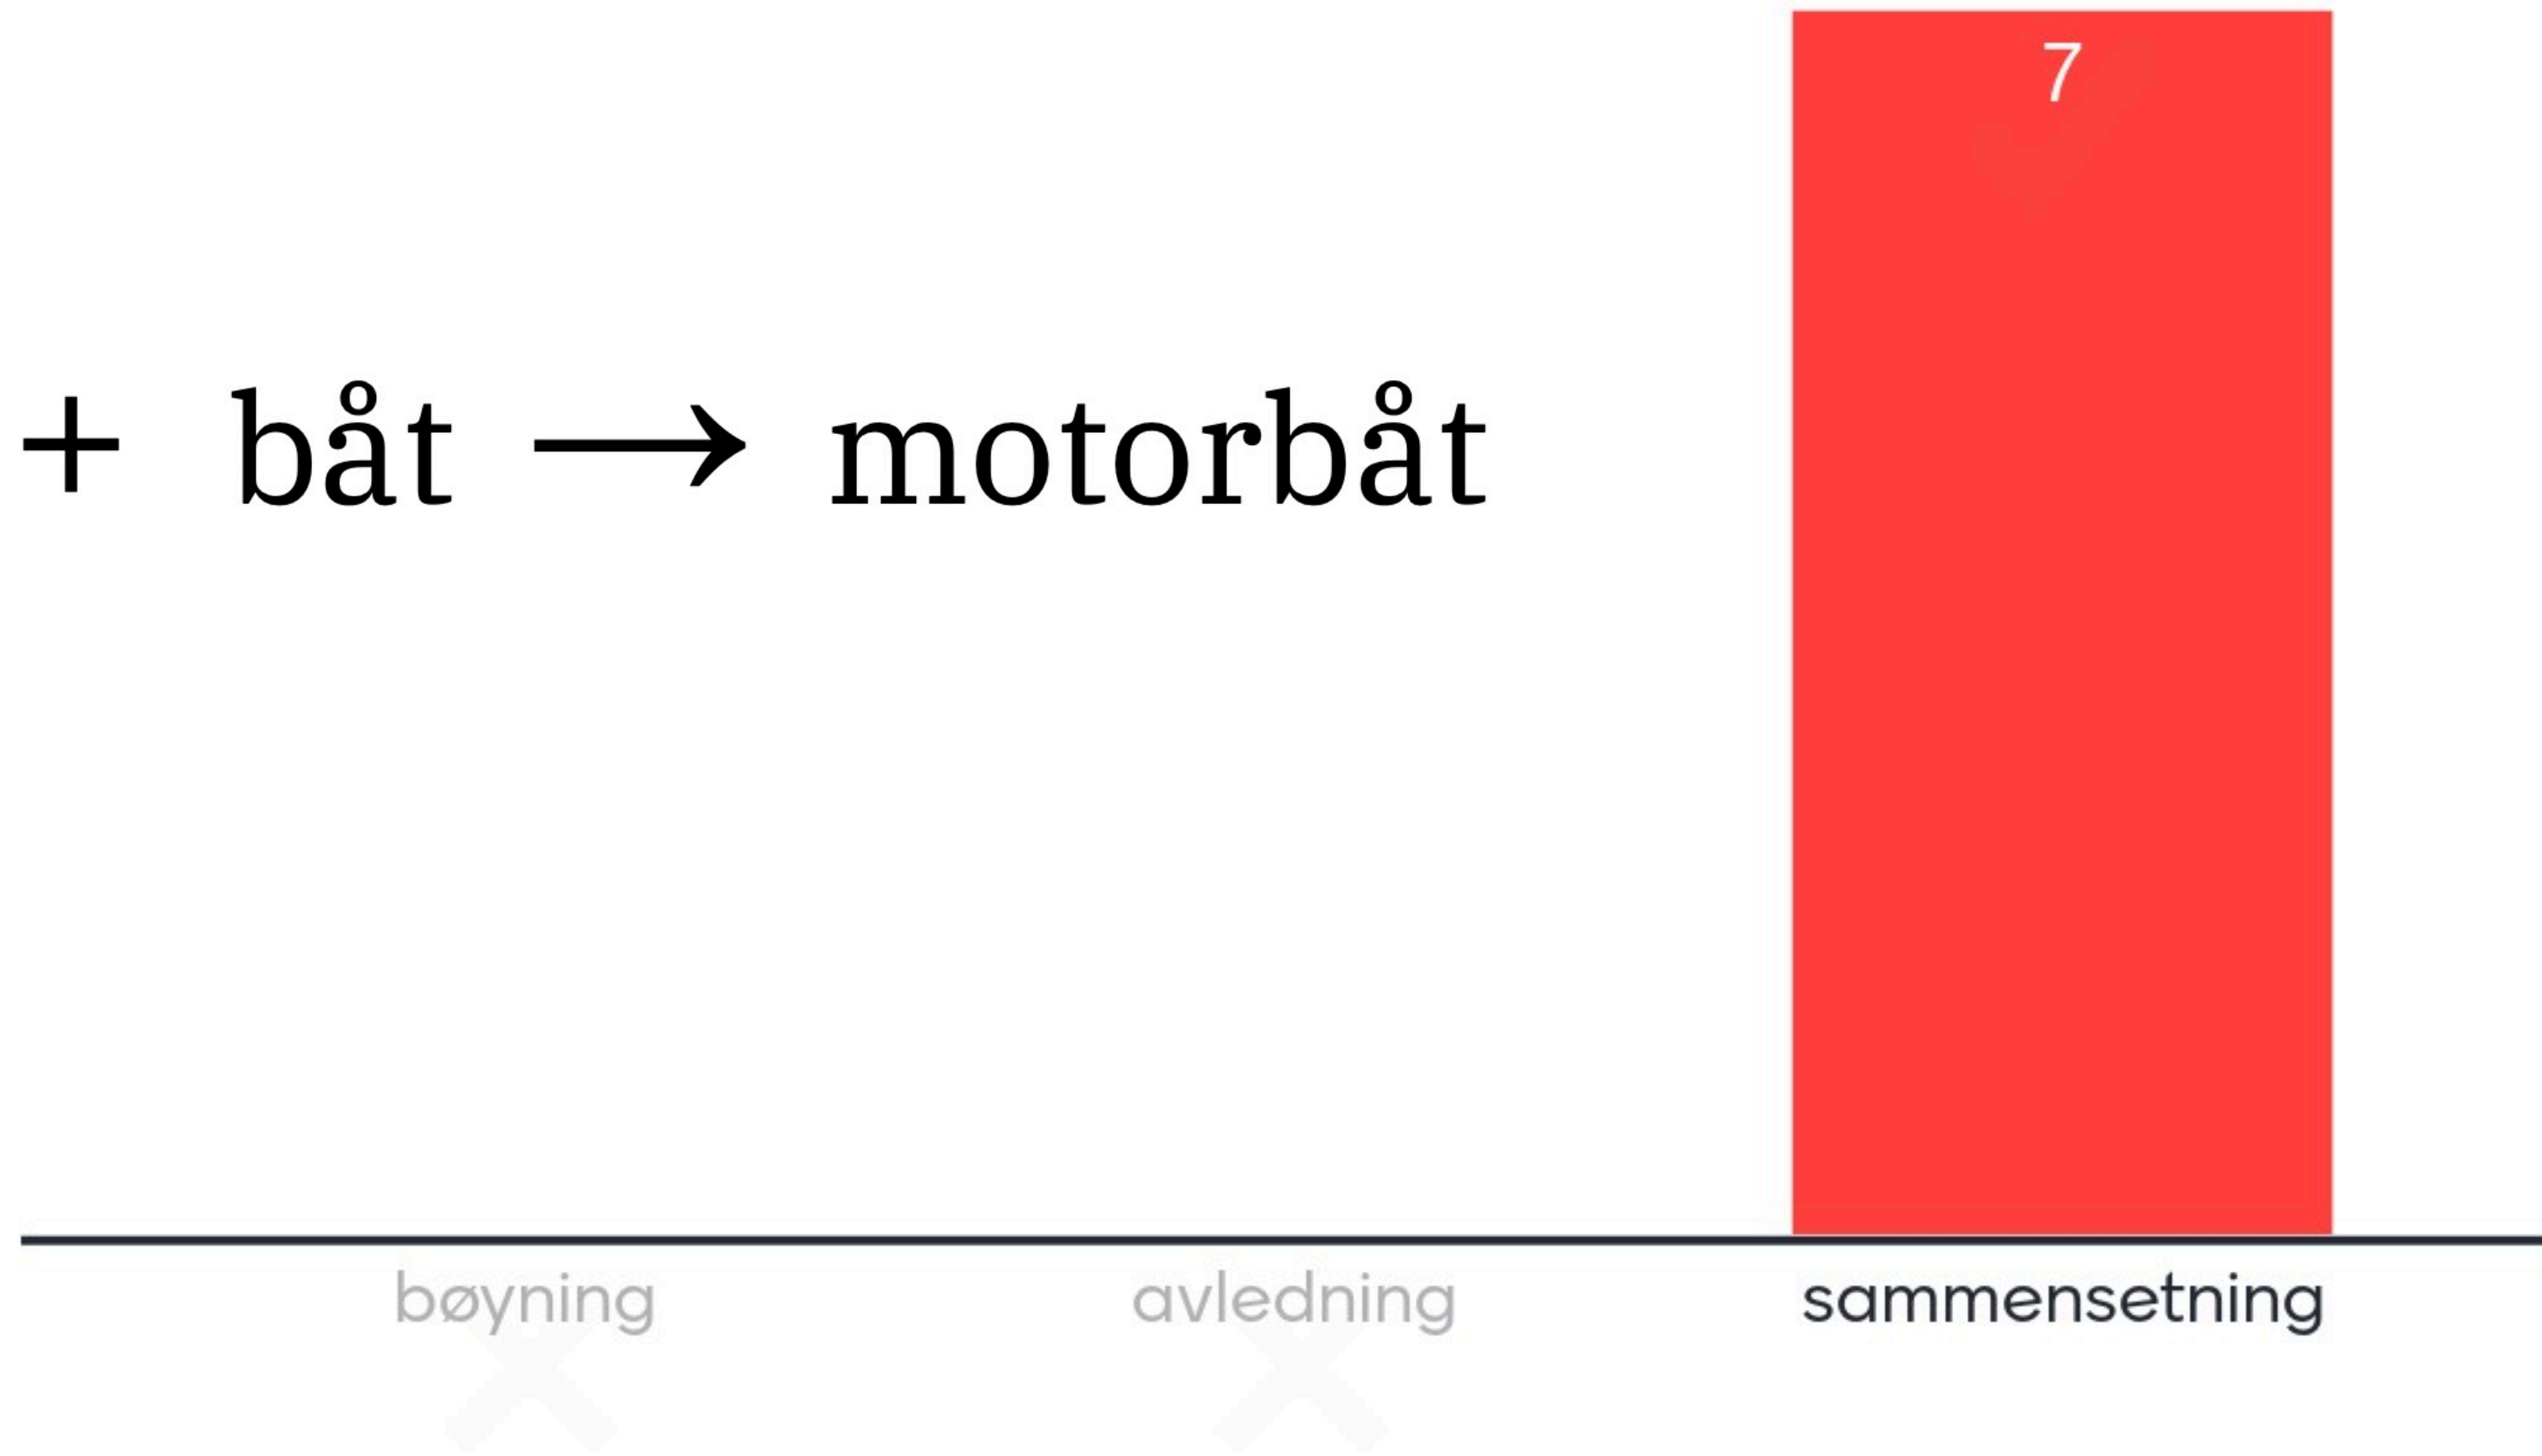 7
+ båt → motorbåt
bøyning avledning sammensetning